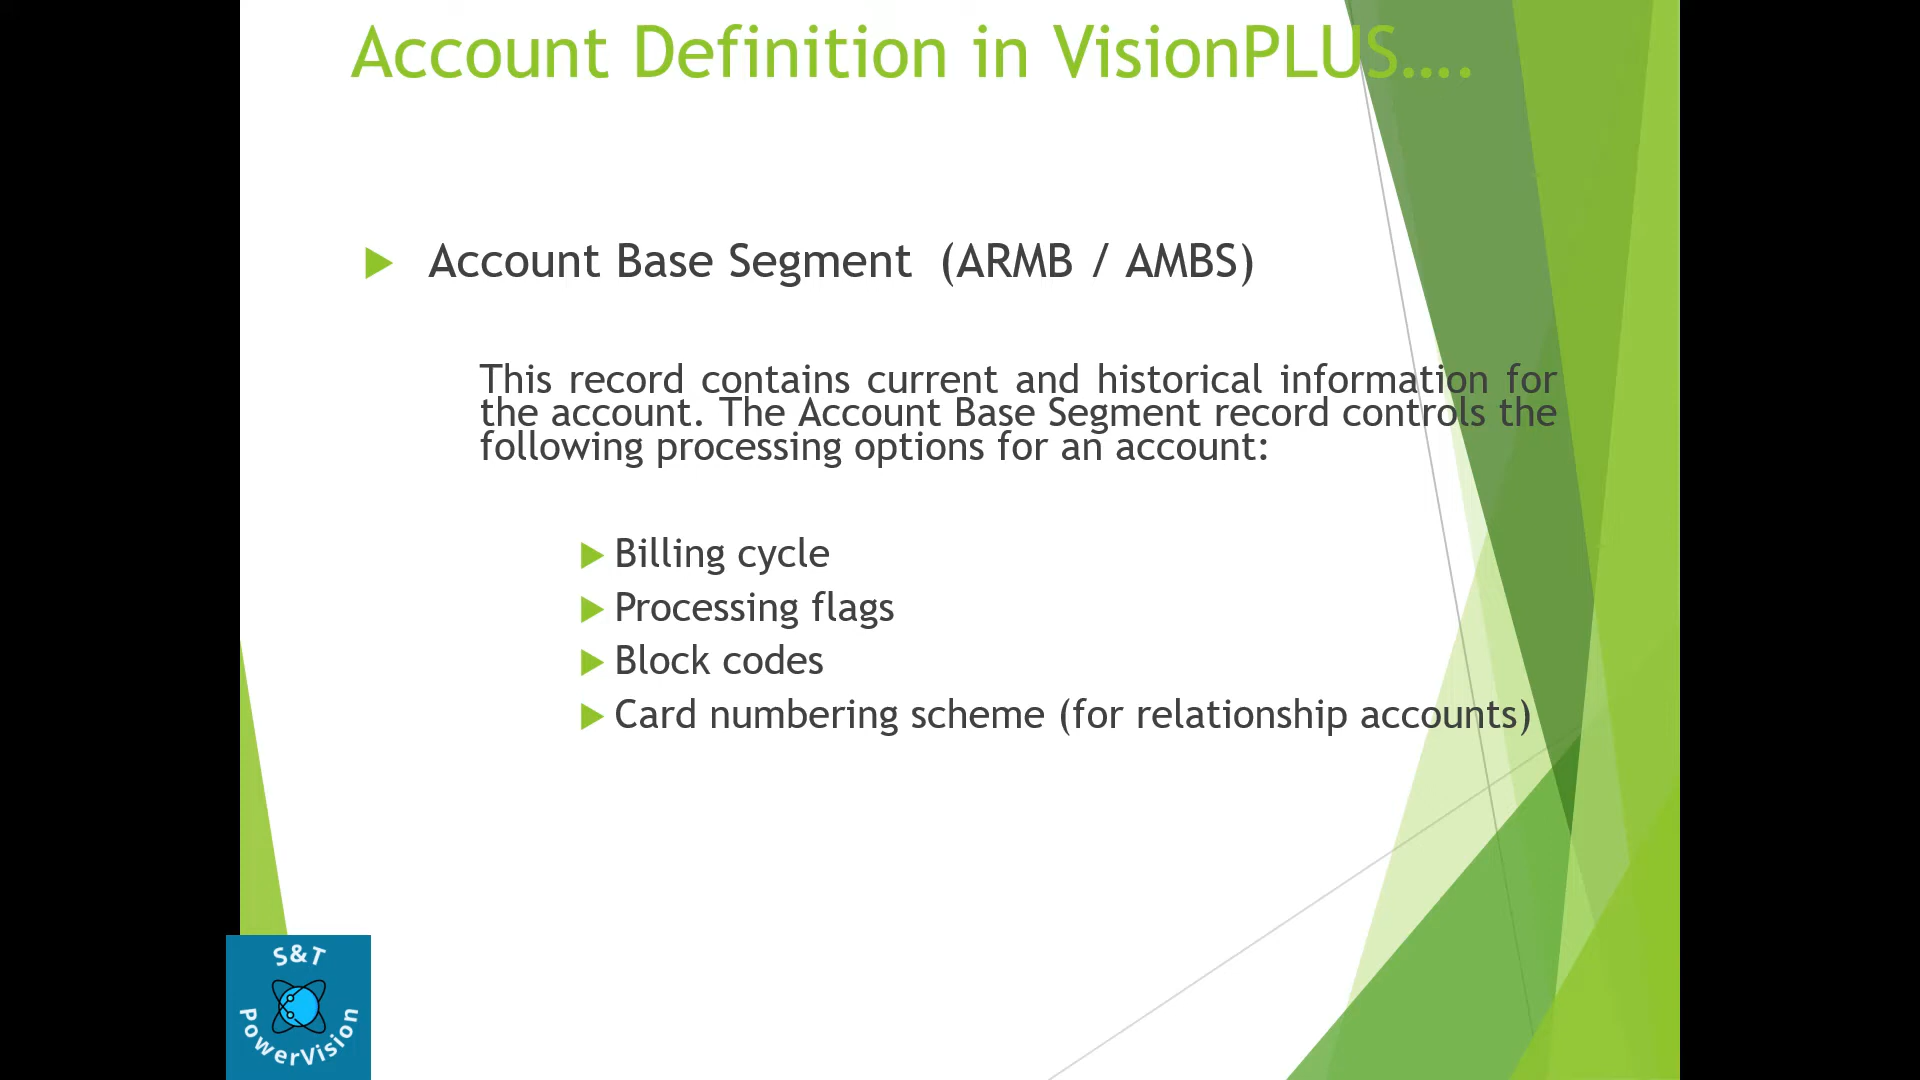 Account Definition in VisionPLUS....
Account Base Segment (ARMB / AMBS)
This record contains current and historical information for
the account. The Account Base Segment record controls the
following processing options for an account:
Billing cycle
Processing flags
Block codes
Card numbering scheme (for relationship accounts)
S&T
PowerVision